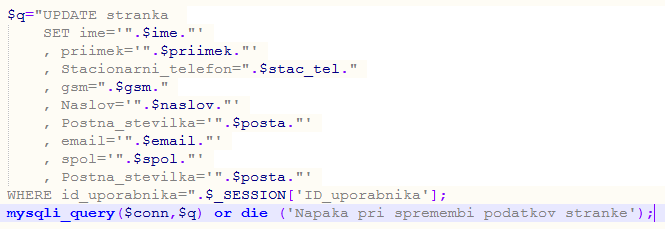 $q="UPDATE stranka
SET ime='".$ime."'
, priimek='".$priimek."'
, Stacionarni_telefon=".$stac_tel."
, gsm=".$gsm."
, Naslov='".$naslov."'
, Postna_stevilka='".$posta."'
, email='".$email."'
, spol='".$spol."'
, Postna_stevilka='".$posta."'
WHERE id_uporabnika=".$_SESSION['ID_uporabnika'];
mysqli_query($conn,$q) or die ('Napaka pri spremembi podatkov stranke');